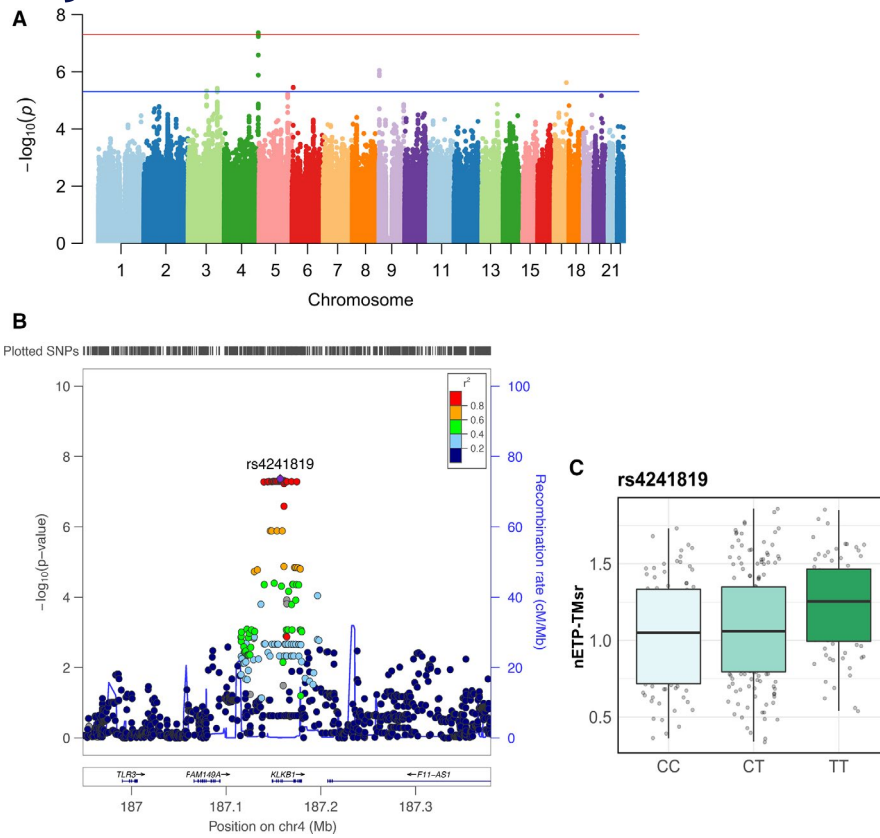 A
8
6
4
2
0
−log10(p)
1 2 3 4 5 6 7 8 9 11 13 15 18 21
Chromosome
B
Plotted SNPs
10
8
6
4
2
0
−log10(p−value)
rs4241819
r2
0.8
0.6
0.4
0.2
100
80
60
40
20
0
Recombination rate (cM/Mb)
TLR3→ FAM149A→ KLKB1→ ←F11−AS1
187 187.1 187.2 187.3
Position on chr4 (Mb)
C
rs4241819
1.5
1.0
0.5
nETP-TMsr
CC CT TT